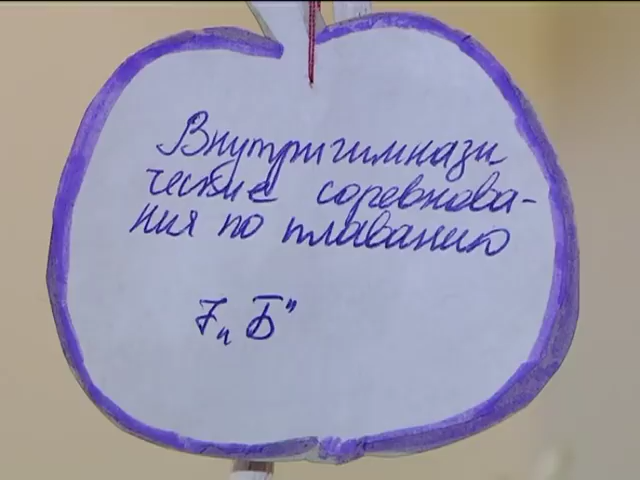 Внутригимнази
ческие соревнова-
ния по плаванию
7 „Б"